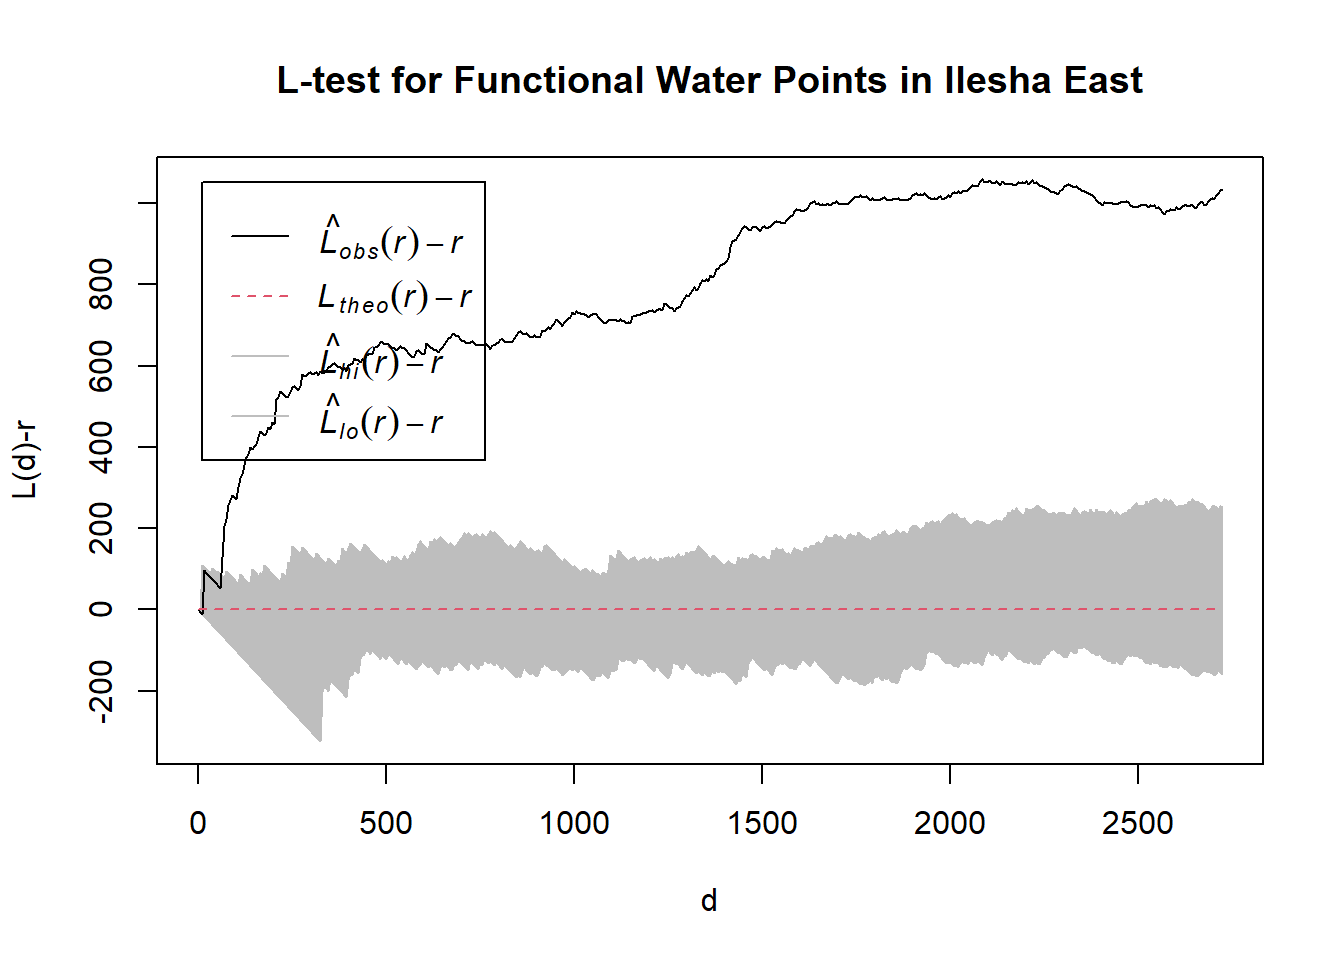 L-test for Functional Water Points in Ilesha East
L̂obs(r) – r
Ltheo(r) – r
L̂hi(r) – r
L̂lo(r) – r
L(d)-r
800
600
400
200
0
-200
0 500 1000 1500 2000 2500
d